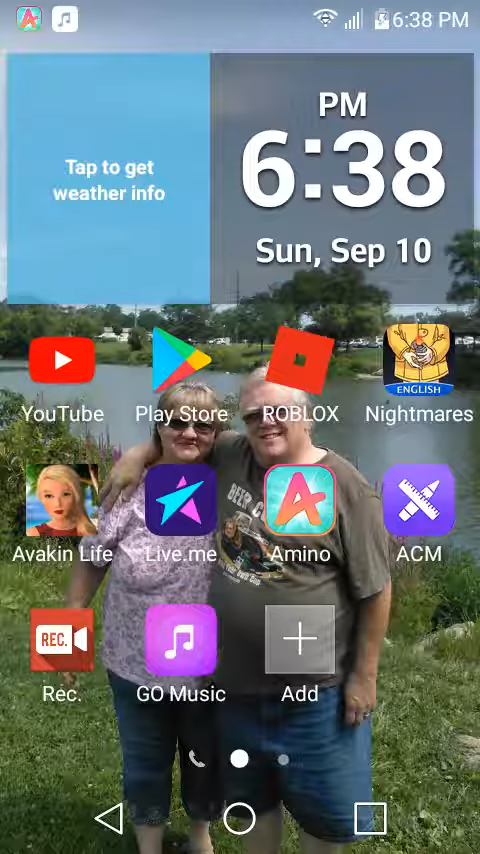 6:38 PM
Tap to get
weather info
PM
6:38
Sun, Sep 10
YouTube
Play Store
ROBLOX
ENGLISH
Nightmares
Avakin Life
Live.me
Amino
ACM
BEER
REC.
Rec.
GO Music
Add